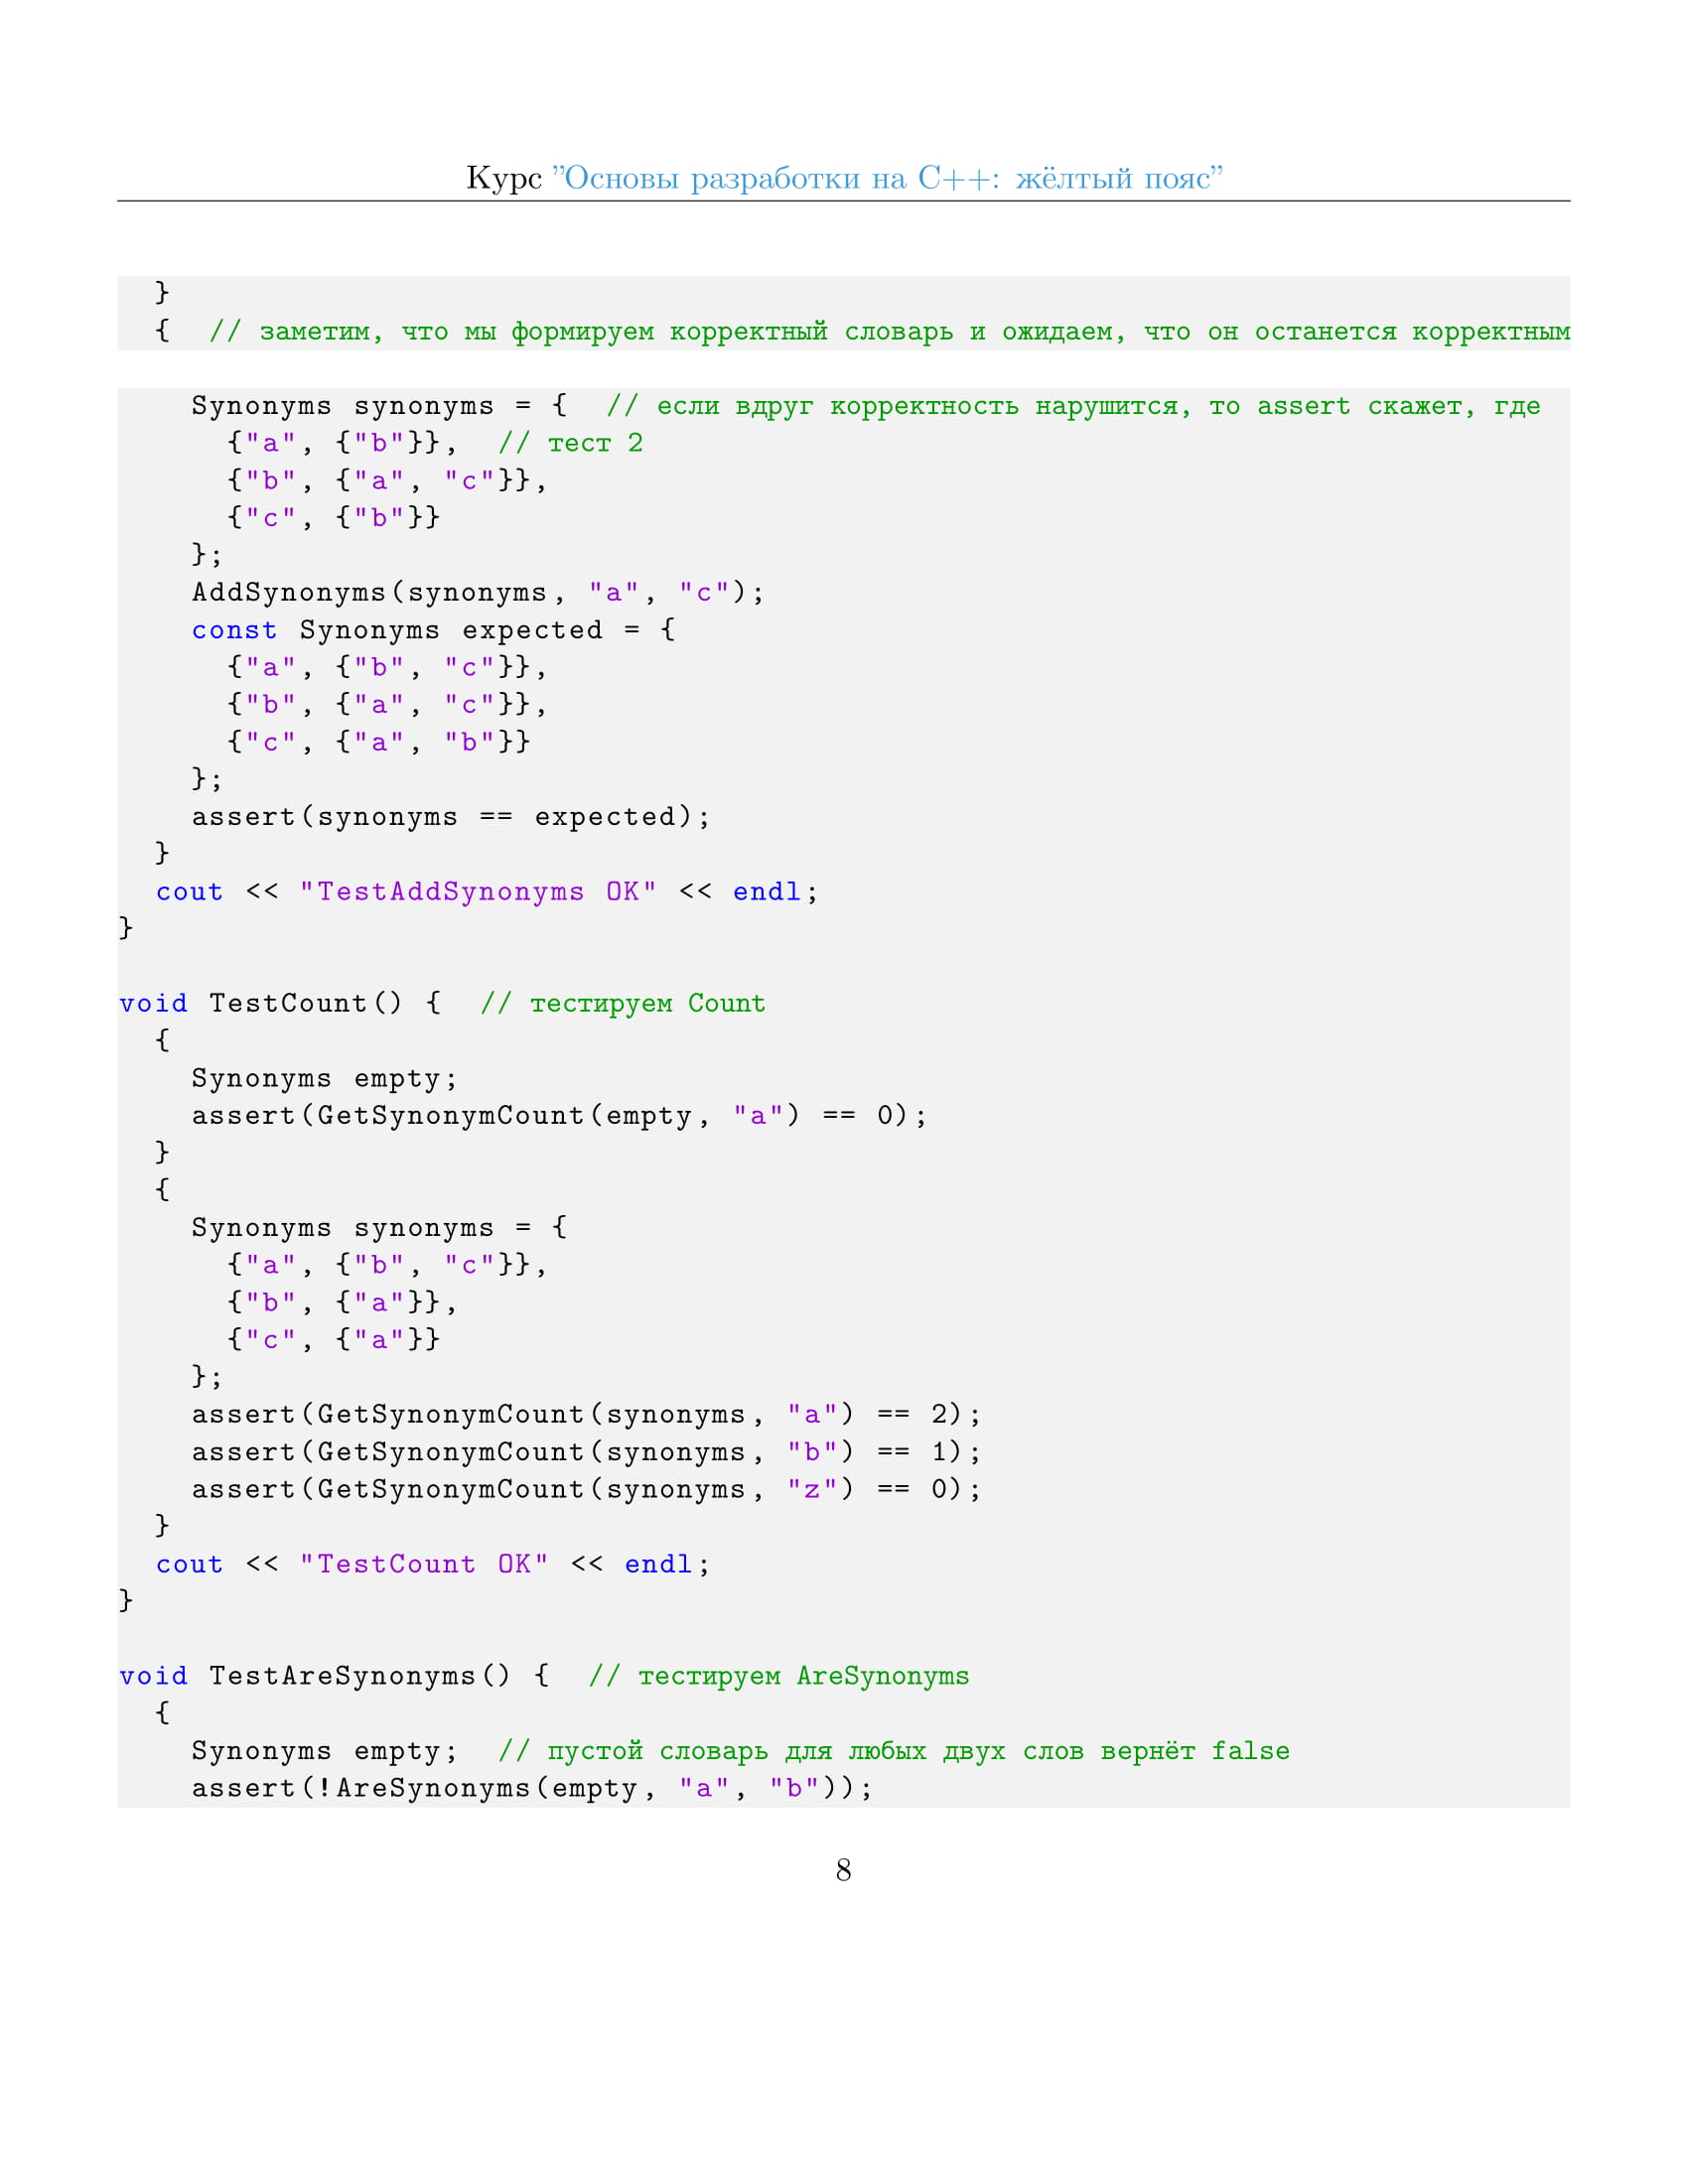 Курс ”Основы разработки на C++: жёлтый пояс”
  }
  {  // заметим, что мы формируем корректный словарь и ожидаем, что он останется корректным
    Synonyms synonyms = {  // если вдруг корректность нарушится, то assert скажет, где
      {"a", {"b"}},  // тест 2
      {"b", {"a", "c"}},
      {"c", {"b"}}
    };
    AddSynonyms(synonyms, "a", "c");
    const Synonyms expected = {
      {"a", {"b", "c"}},
      {"b", {"a", "c"}},
      {"c", {"a", "b"}}
    };
    assert(synonyms == expected);
  }
  cout << "TestAddSynonyms OK" << endl;
}
void TestCount() {  // тестируем Count
  {
    Synonyms empty;
    assert(GetSynonymCount(empty, "a") == 0);
  }
  {
    Synonyms synonyms = {
      {"a", {"b", "c"}},
      {"b", {"a"}},
      {"c", {"a"}}
    };
    assert(GetSynonymCount(synonyms, "a") == 2);
    assert(GetSynonymCount(synonyms, "b") == 1);
    assert(GetSynonymCount(synonyms, "z") == 0);
  }
  cout << "TestCount OK" << endl;
}
void TestAreSynonyms() {  // тестируем AreSynonyms
  {
    Synonyms empty;  // пустой словарь для любых двух слов вернёт false
    assert(!AreSynonyms(empty, "a", "b"));
8